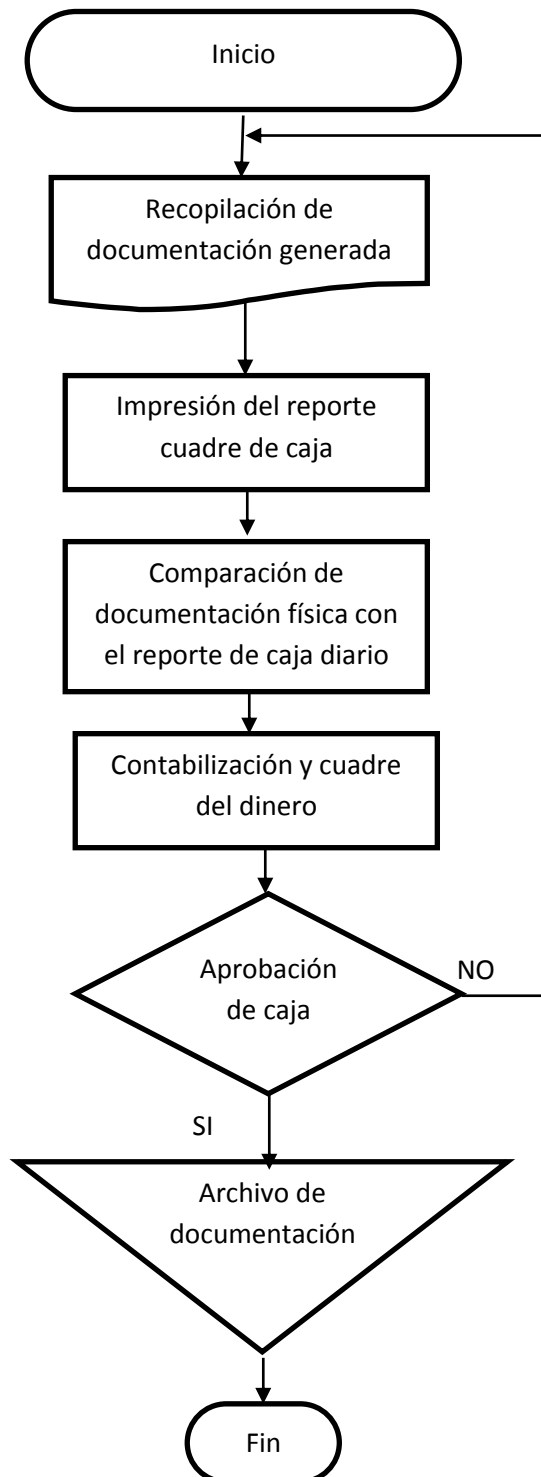 Inicio
Recopilación de
documentación generada
Impresión del reporte
cuadre de caja
Comparación de
documentación física con
el reporte de caja diario
Contabilización y cuadre
del dinero
Aprobación
de caja
NO
SI
Archivo de
documentación
Fin